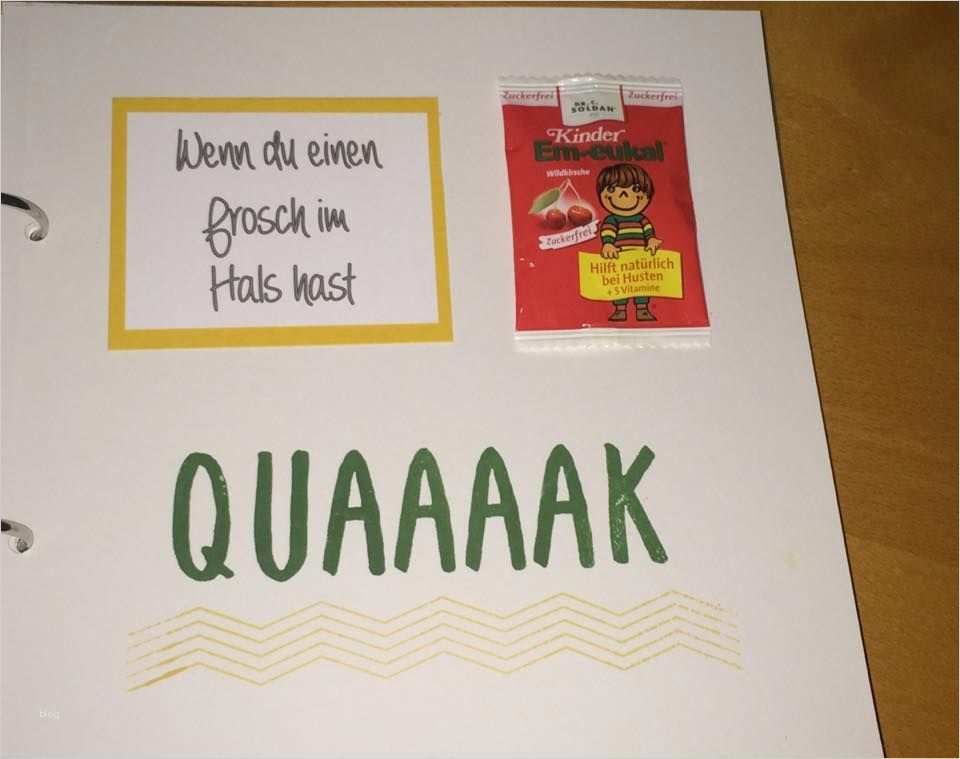 Wenn du einen
frosch im
Hals hast
Zuckerfrei
DR. C.
SOLDAN
Zuckerfrei
Kinder
Em-eukal
Wildkirsche
Zuckerfrei
Hilft natürlich
bei Husten
+ 5 Vitamine
QUAAAAK
blog